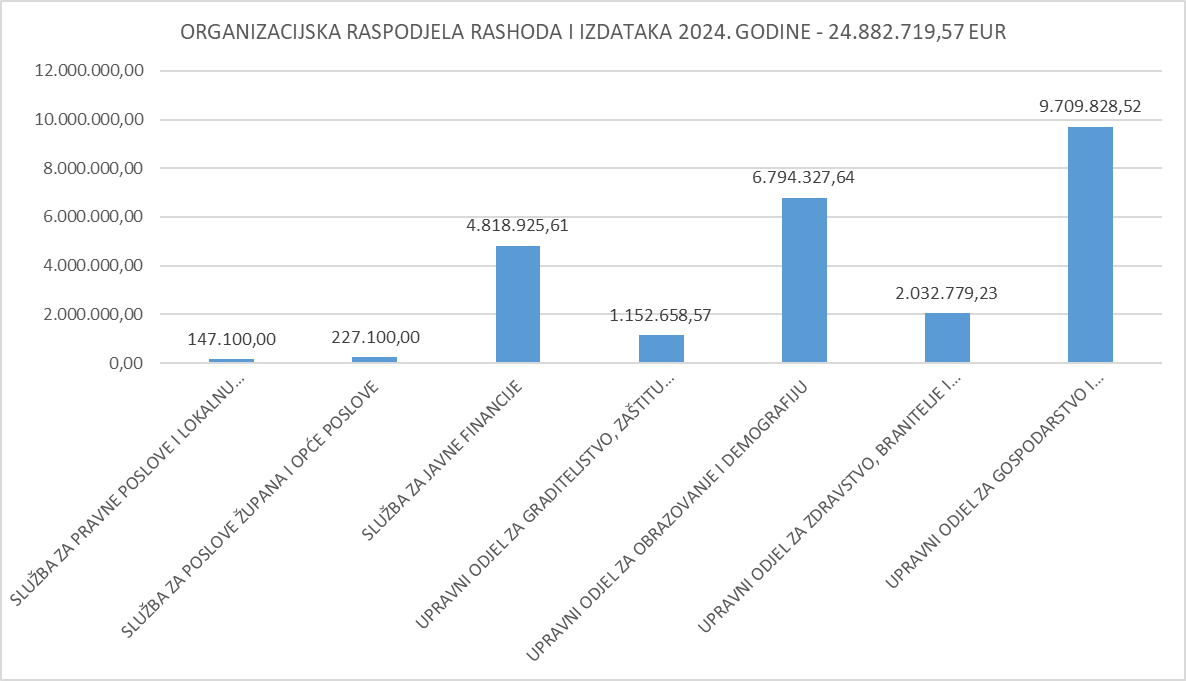 ORGANIZACIJSKA RASPODJELA RASHODA I IZDATAKA 2024. GODINE - 24.882.719,57 EUR
12.000.000,00
10.000.000,00
8.000.000,00
6.000.000,00
4.000.000,00
2.000.000,00
0,00
147.100,00
227.100,00
4.818.925,61
1.152.658,57
6.794.327,64
2.032.779,23
9.709.828,52
SLUŽBA ZA PRAVNE POSLOVE I LOKALNU...
SLUŽBA ZA POSLOVE ŽUPANA I OPĆE POSLOVE
SLUŽBA ZA JAVNE FINANCIJE
UPRAVNI ODJEL ZA GRADITELJSTVO, ZAŠTITU...
UPRAVNI ODJEL ZA OBRAZOVANJE I DEMOGRAFIJU
UPRAVNI ODJEL ZA ZDRAVSTVO, BRANITELJE I...
UPRAVNI ODJEL ZA GOSPODARSTVO I...